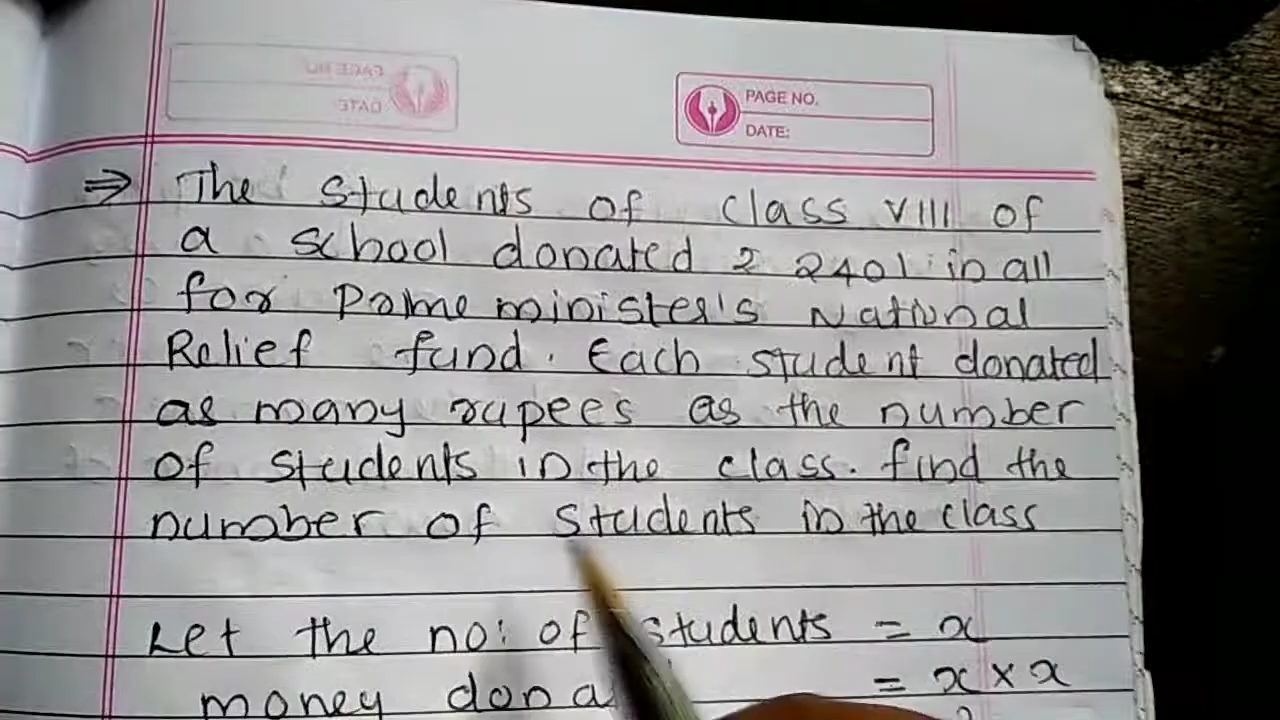 PAGE NO.
DATE:
⇒ The students of class VIII of
a school donated ₹ 2401 in all
for Prime minister's National
Relief fund. Each student donated
as many rupees as the number
of students in the class. find the
number of students in the class
Let the no: of students = x
money dona = x × x